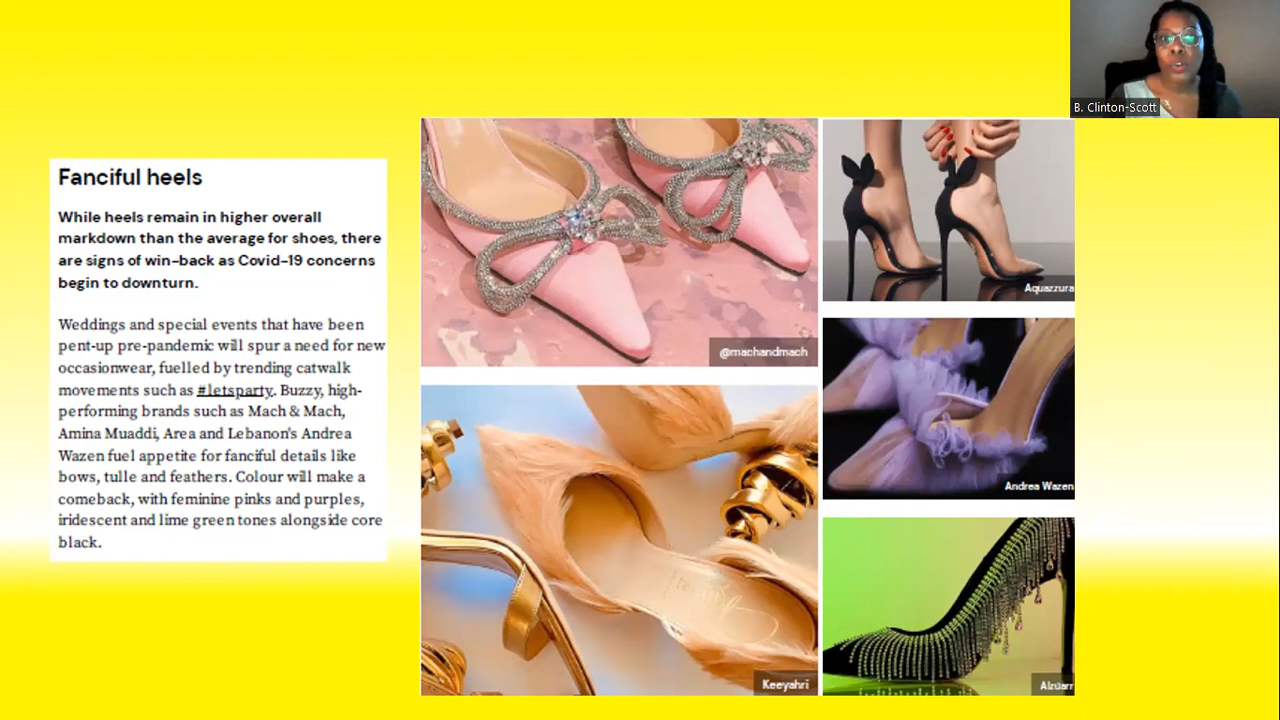 B. Clinton-Scott
Fanciful heels
While heels remain in higher overall
markdown than the average for shoes, there
are signs of win-back as Covid-19 concerns
begin to downturn.
Weddings and special events that have been
pent-up pre-pandemic will spur a need for new
occasionwear, fuelled by trending catwalk
movements such as #letsparty. Buzzy, high-
performing brands such as Mach & Mach,
Amina Muaddi, Area and Lebanon's Andrea
Wazen fuel appetite for fanciful details like
bows, tulle and feathers. Colour will make a
comeback, with feminine pinks and purples,
iridescent and lime green tones alongside core
black.
@machandmach
Aquazzura
Andrea Wazen
Keeyahri
Alzúarr